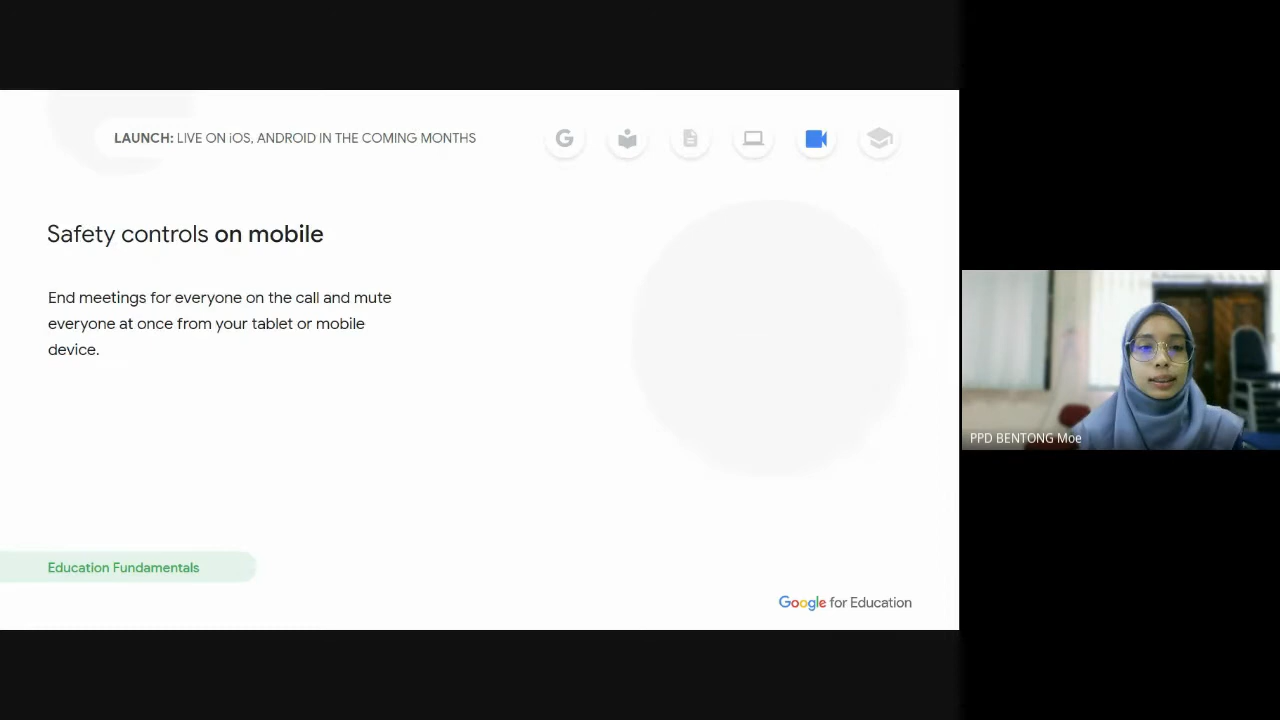 LAUNCH: LIVE ON iOS, ANDROID IN THE COMING MONTHS
Safety controls on mobile
End meetings for everyone on the call and mute
everyone at once from your tablet or mobile
device.
Education Fundamentals
Google for Education
PPD BENTONG Moe